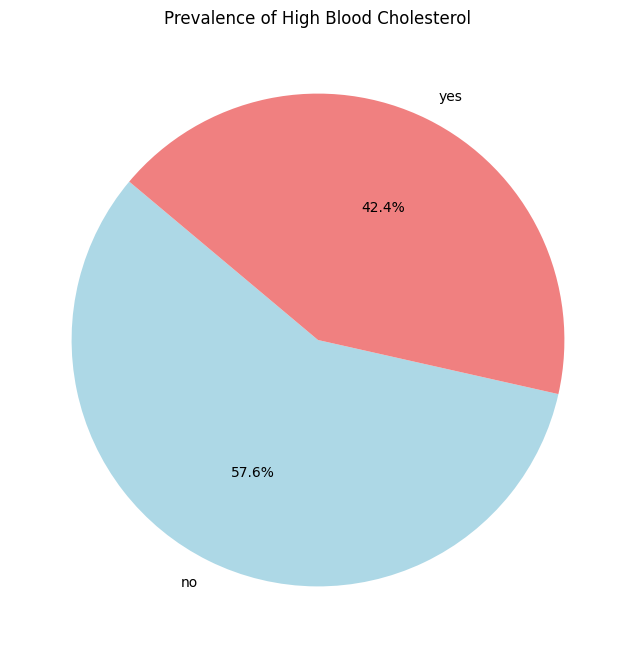 Prevalence of High Blood Cholesterol
yes
42.4%
57.6%
no